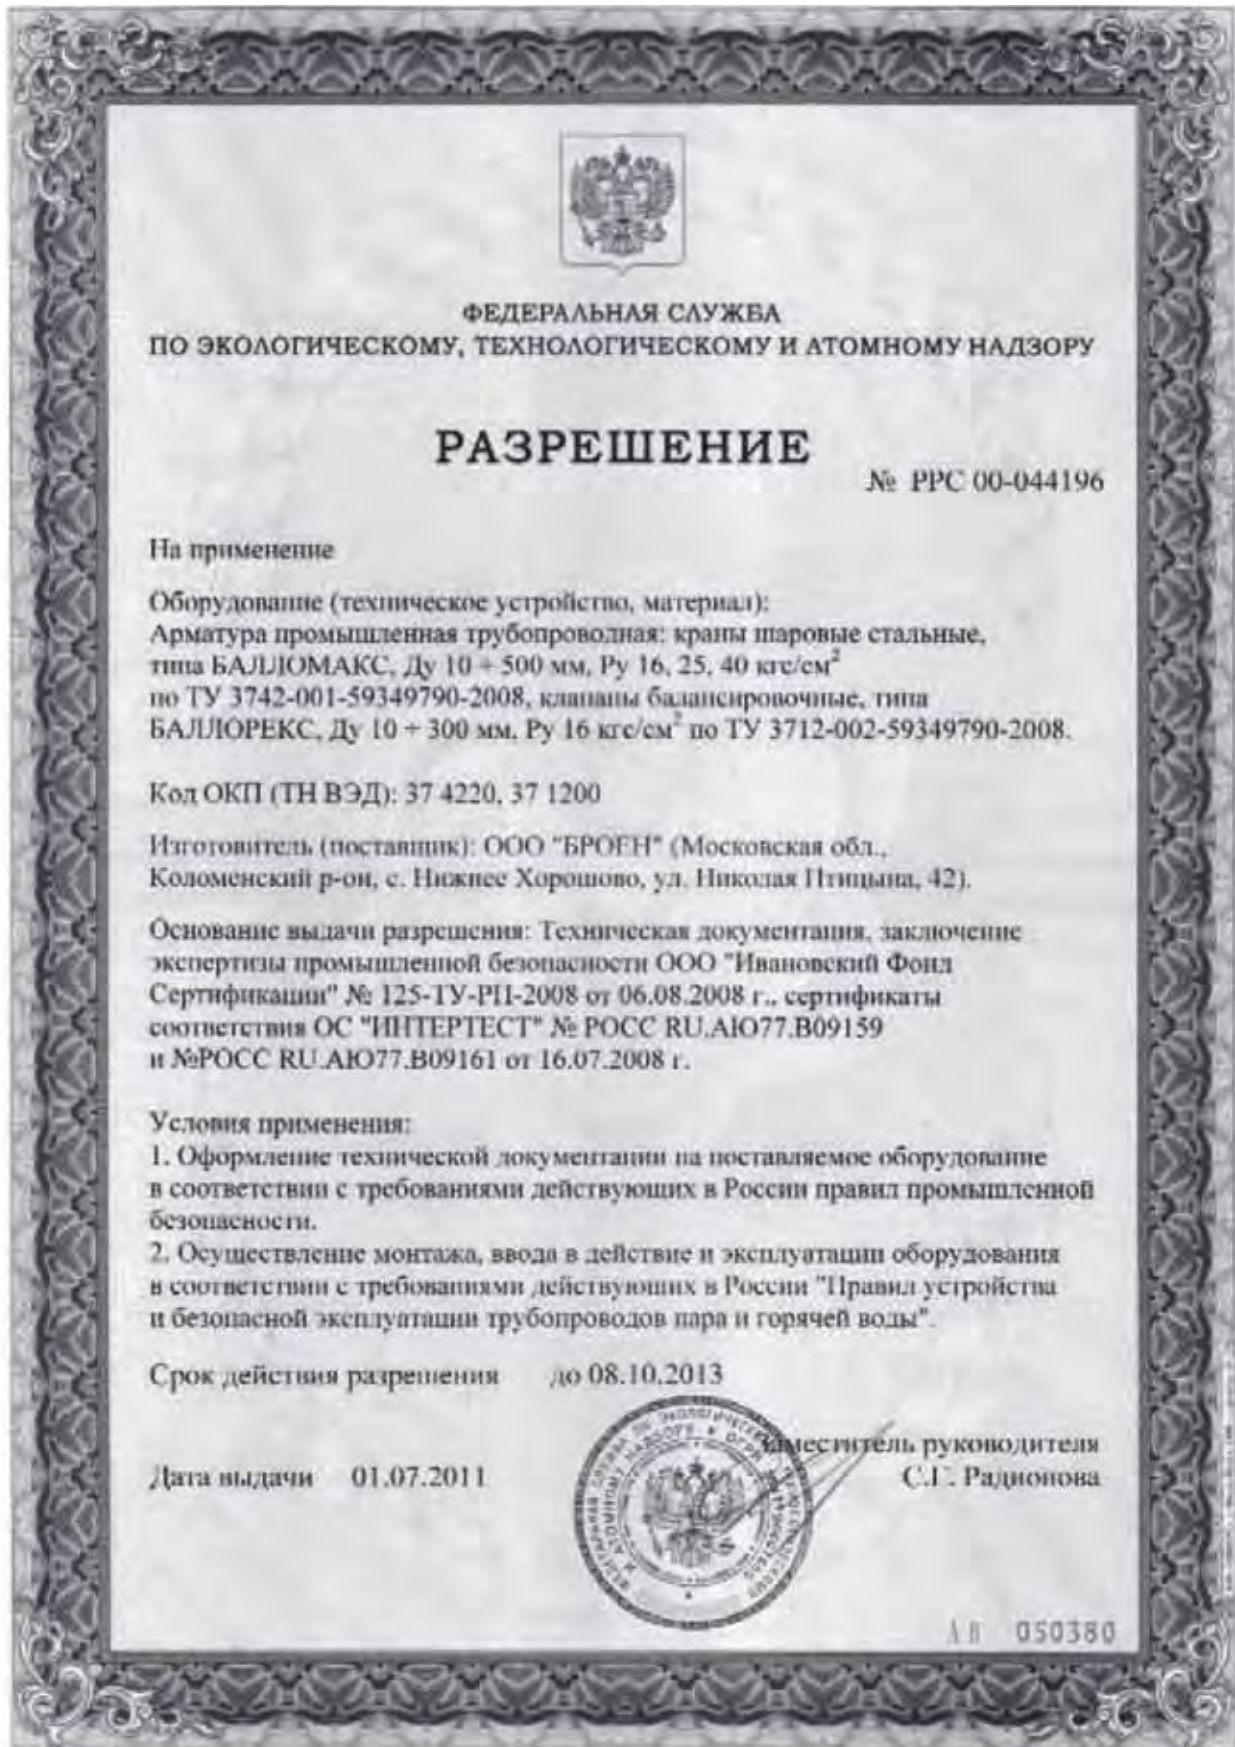 ФЕДЕРАЛЬНАЯ СЛУЖБА
ПО ЭКОЛОГИЧЕСКОМУ, ТЕХНОЛОГИЧЕСКОМУ И АТОМНОМУ НАДЗОРУ
РАЗРЕШЕНИЕ
№ РРС 00-044196
На применение
Оборудование (техническое устройство, материал):
Арматура промышленная трубопроводная: краны шаровые стальные,
типа БАЛЛОМАКС, Ду 10 ÷ 500 мм, Ру 16, 25, 40 кгс/см²
по ТУ 3742-001-59349790-2008, клапаны балансировочные, типа
БАЛЛОРЕКС, Ду 10 ÷ 300 мм, Ру 16 кгс/см² по ТУ 3712-002-59349790-2008.
Код ОКП (ТН ВЭД): 37 4220, 37 1200
Изготовитель (поставщик): ООО "БРОЕН" (Московская обл.,
Коломенский р-он, с. Нижнее Хорошово, ул. Николая Птицына, 42).
Основание выдачи разрешения: Техническая документация, заключение
экспертизы промышленной безопасности ООО "Ивановский Фонд
Сертификации" № 125-ТУ-РП-2008 от 06.08.2008 г., сертификаты
соответствия ОС "ИНТЕРТЕСТ" № РОСС RU.АЮ77.В09159
и №РОСС RU.АЮ77.В09161 от 16.07.2008 г.
Условия применения:
1. Оформление технической документации на поставляемое оборудование
в соответствии с требованиями действующих в России правил промышленной
безопасности.
2. Осуществление монтажа, ввода в действие и эксплуатации оборудования
в соответствии с требованиями действующих в России "Правил устройства
и безопасной эксплуатации трубопроводов пара и горячей воды".
Срок действия разрешения до 08.10.2013
Заместитель руководителя
Дата выдачи 01.07.2011 С.Г. Радионова
АВ 050380